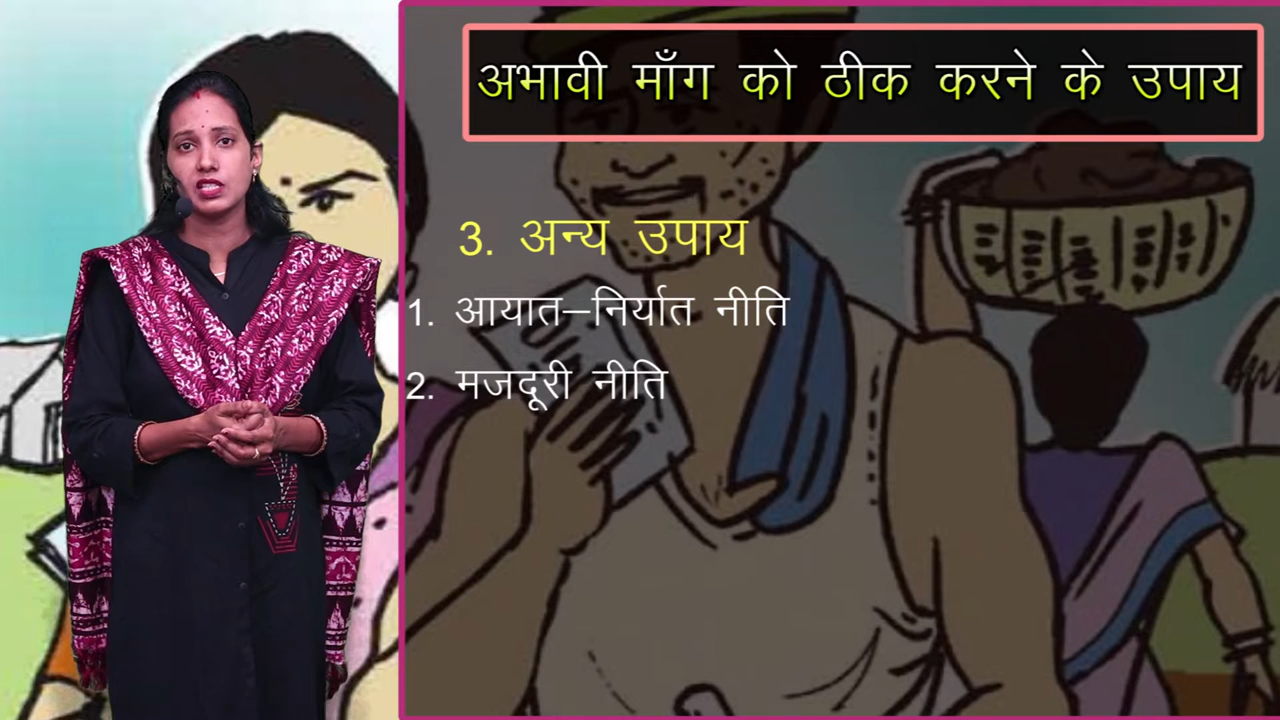 अभावी माँग को ठीक करने के उपाय
3. अन्य उपाय
1. आयात–निर्यात नीति
2. मजदूरी नीति